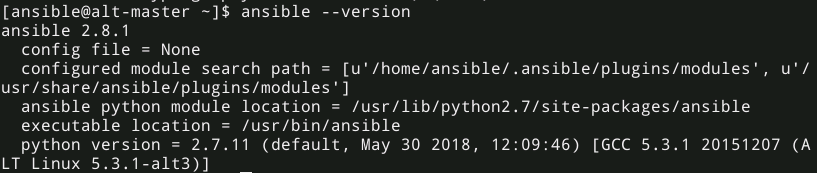 [ansible@alt-master ~]$ ansible --version
ansible 2.8.1
  config file = None
  configured module search path = [u'/home/ansible/.ansible/plugins/modules', u'/
usr/share/ansible/plugins/modules']
  ansible python module location = /usr/lib/python2.7/site-packages/ansible
  executable location = /usr/bin/ansible
  python version = 2.7.11 (default, May 30 2018, 12:09:46) [GCC 5.3.1 20151207 (A
LT Linux 5.3.1-alt3)]